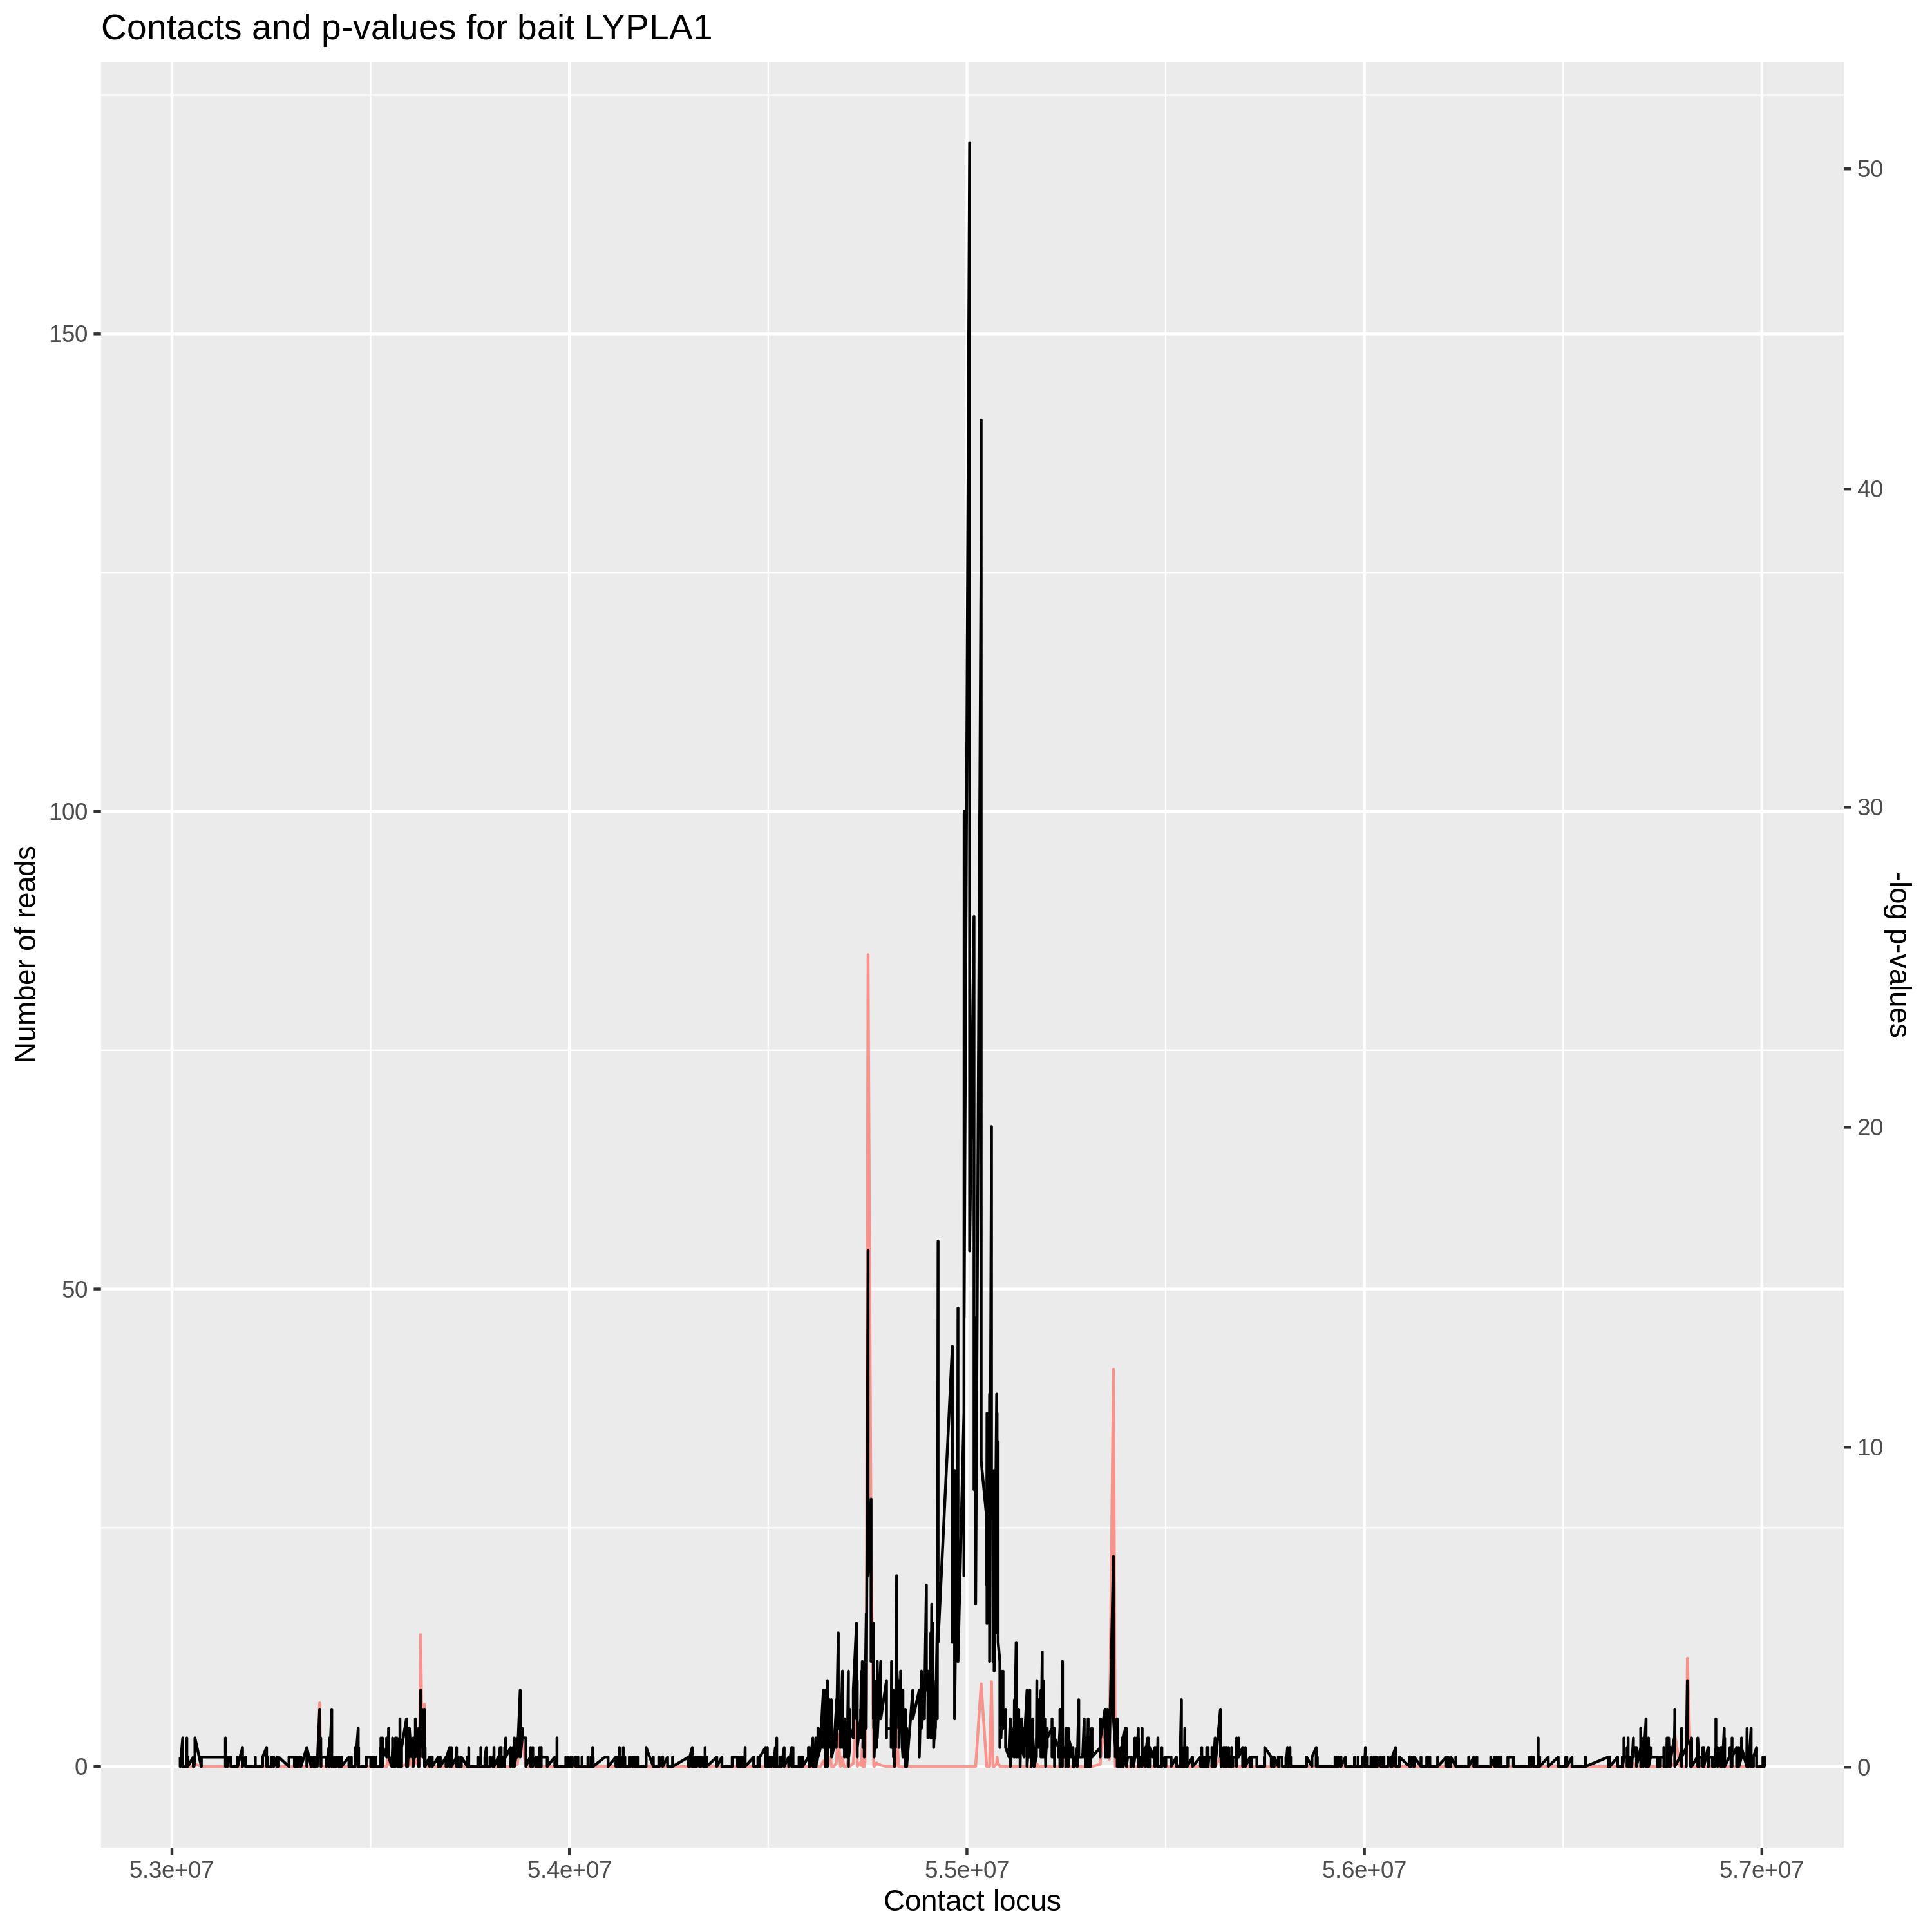 Contacts and p-values for bait LYPLA1
150
100
50
0
Number of reads
50
40
30
20
10
0
-log p-values
5.3e+07
5.4e+07
5.5e+07
5.6e+07
5.7e+07
Contact locus